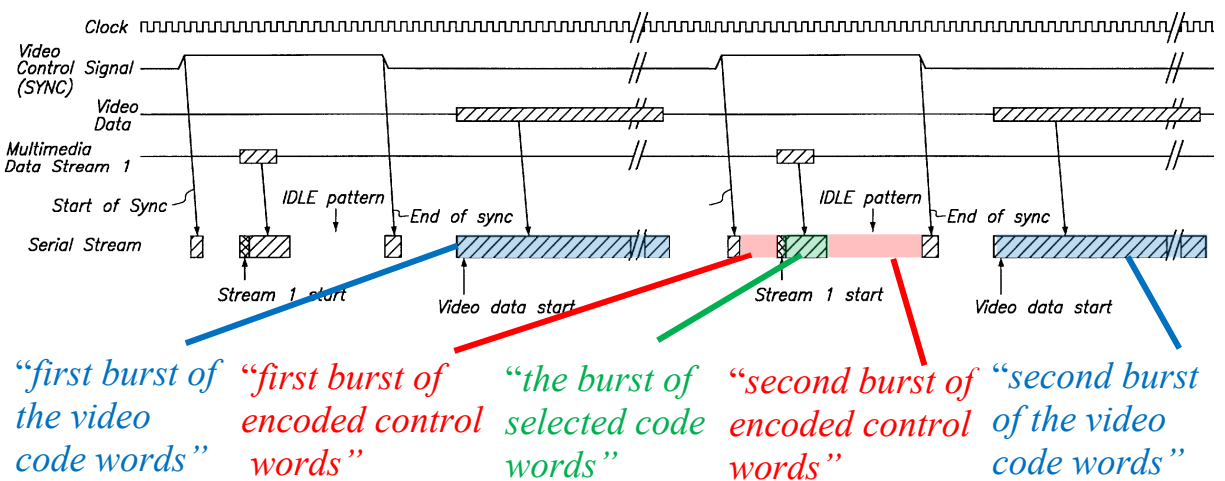 Clock
Video
Control Signal
(SYNC)
Video
Data
Multimedia
Data Stream 1
Start of Sync
IDLE pattern
End of sync
IDLE pattern
End of sync
Serial Stream
Stream 1 start
Video data start
Stream 1 start
Video data start
“first burst of
the video
code words”
“first burst of
encoded control
words”
“the burst of
selected code
words”
“second burst of
encoded control
words”
“second burst
of the video
code words”